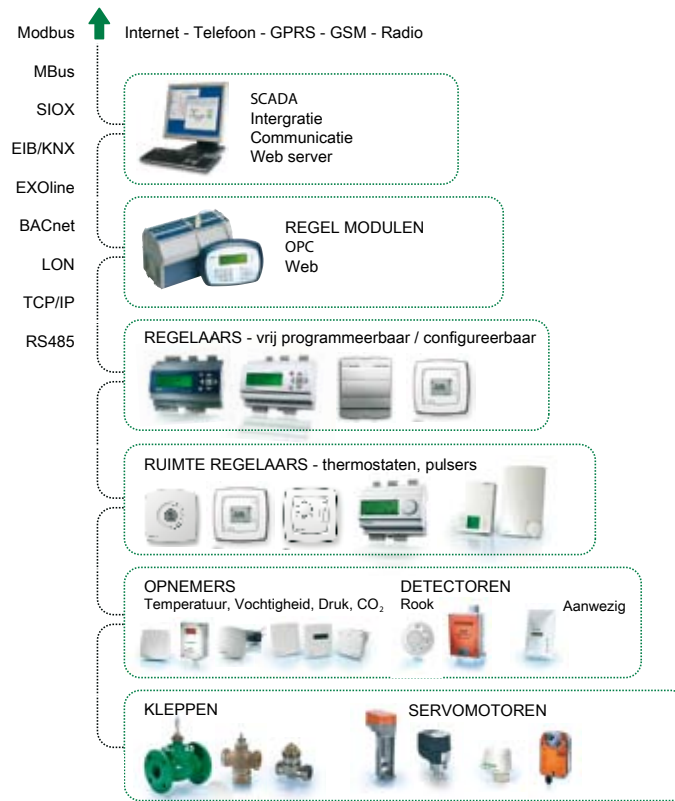 Modbus
Internet - Telefoon - GPRS - GSM - Radio
MBus
SIOX
EIB/KNX
EXOline
BACnet
LON
TCP/IP
RS485
SCADA
Intergratie
Communicatie
Web server
REGEL MODULEN
OPC
Web
REGELAARS - vrij programmeerbaar / configureerbaar
RUIMTE REGELAARS - thermostaten, pulsers
OPNEMERS
Temperatuur, Vochtigheid, Druk, CO₂
DETECTOREN
Rook
Aanwezig
KLEPPEN
SERVOMOTOREN